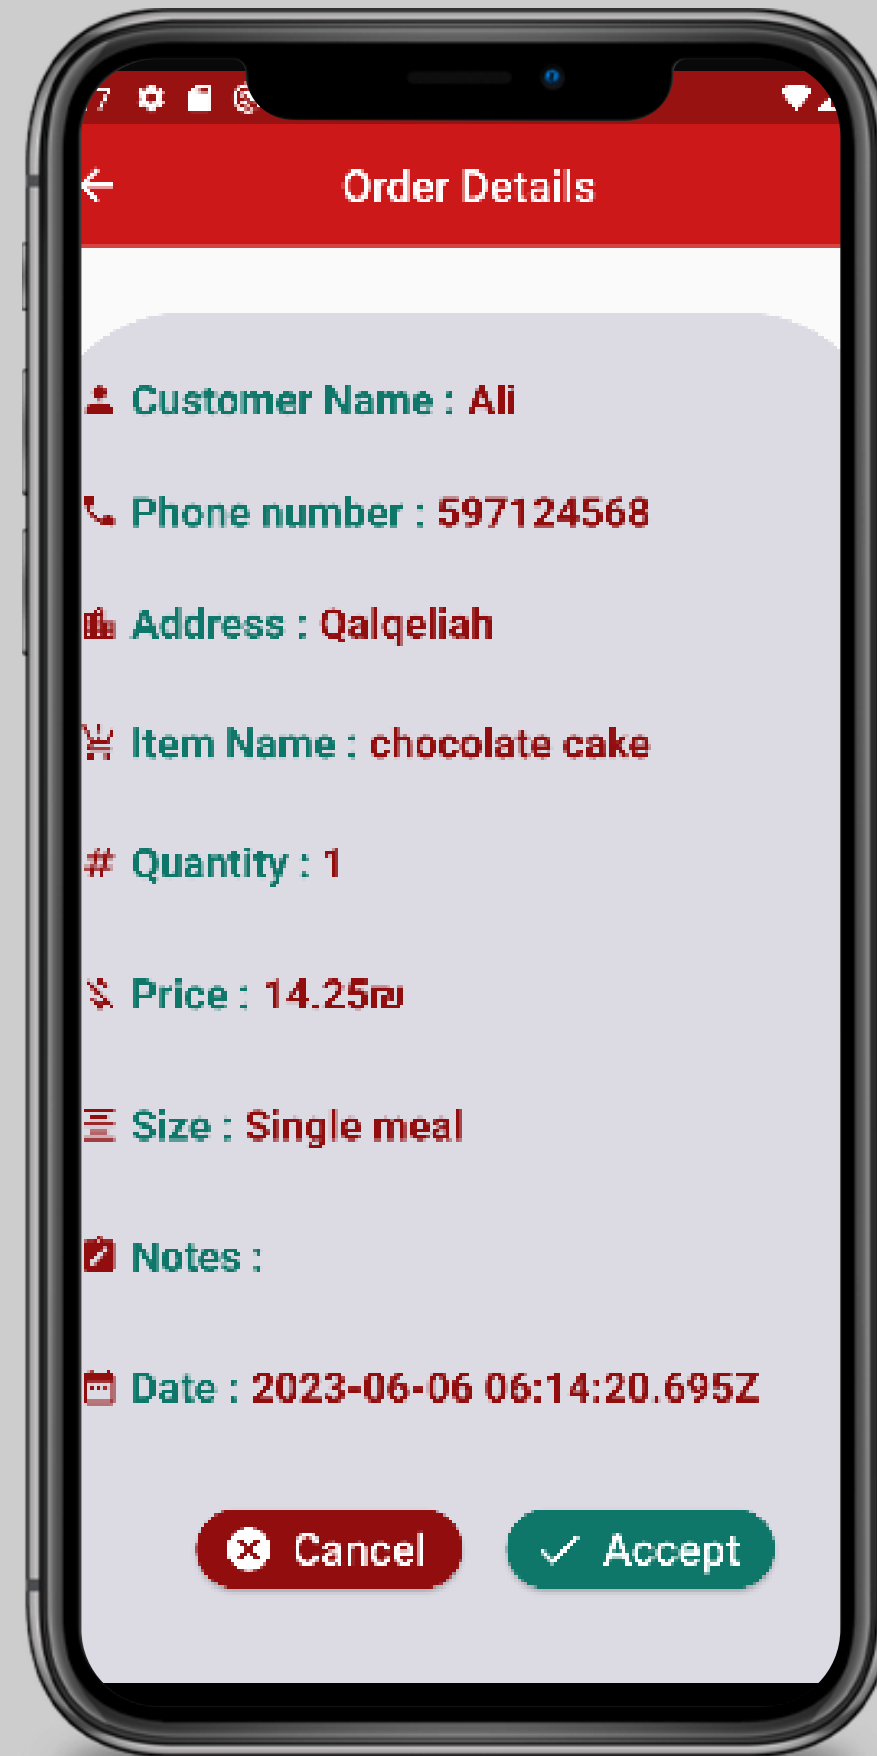 7
Order Details
Customer Name : Ali
Phone number : 597124568
Address : Qalqeliah
Item Name : chocolate cake
# Quantity : 1
Price : 14.25₪
Size : Single meal
Notes :
Date : 2023-06-06 06:14:20.695Z
Cancel Accept